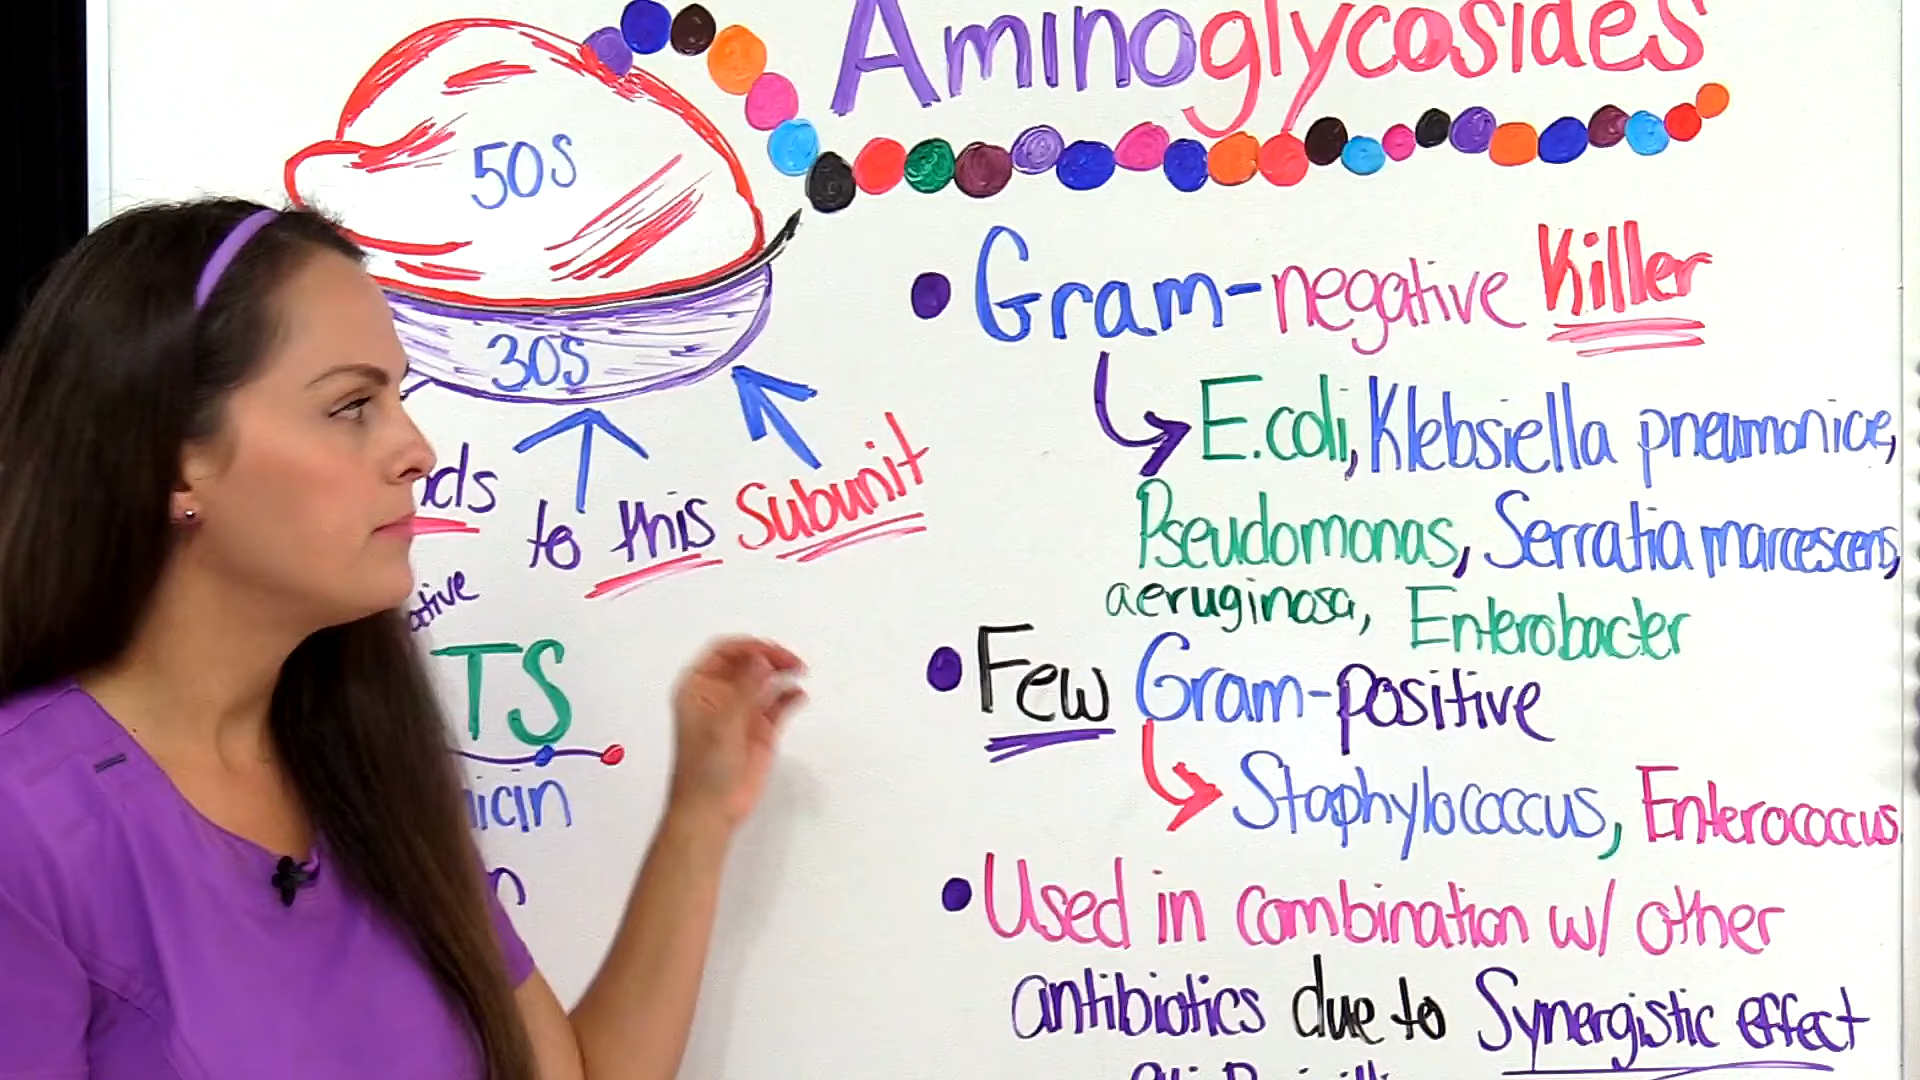 Aminoglycosides
50S
30S
to this Subunit
TS
• Gram-negative Killer
E.coli, Klebsiella pneumoniae,
Pseudomonas, Serratia marcescens,
aeruginosa, Enterobacter
• Few Gram-positive
Staphylococcus, Enterococcus
• Used in combination w/ other
antibiotics due to Synergistic effect